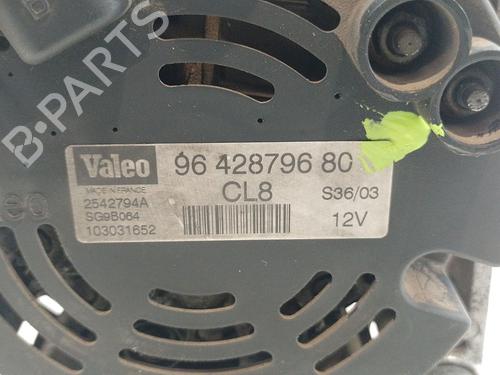 B-PARTS
Valeo
96 428796 80
MADE IN FRANCE
CL8
S36/03
2542794A
SG9B064
12V
103031652